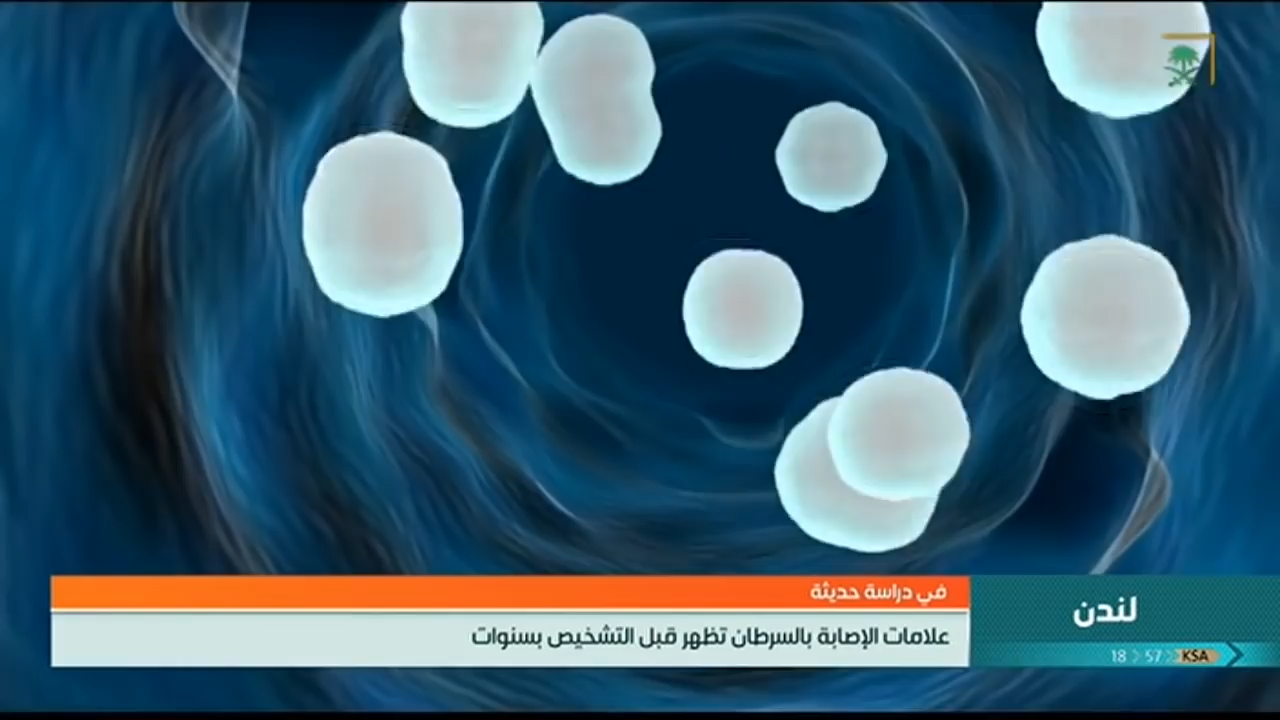 في دراسة حديثة
علامات الإصابة بالسرطان تظهر قبل التشخيص بسنوات
لندن
18 57 KSA